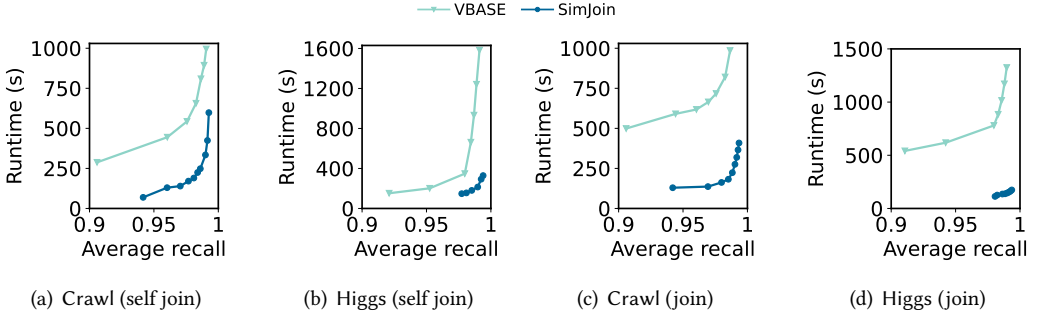 VBASE SimJoin
Runtime (s)
1000
750
500
250
0
0.9 0.95 1
Average recall
(a) Crawl (self join)
Runtime (s)
1600
1200
800
400
0
0.9 0.95 1
Average recall
(b) Higgs (self join)
Runtime (s)
1000
750
500
250
0
0.9 0.95 1
Average recall
(c) Crawl (join)
Runtime (s)
1500
1000
500
0
0.9 0.95 1
Average recall
(d) Higgs (join)